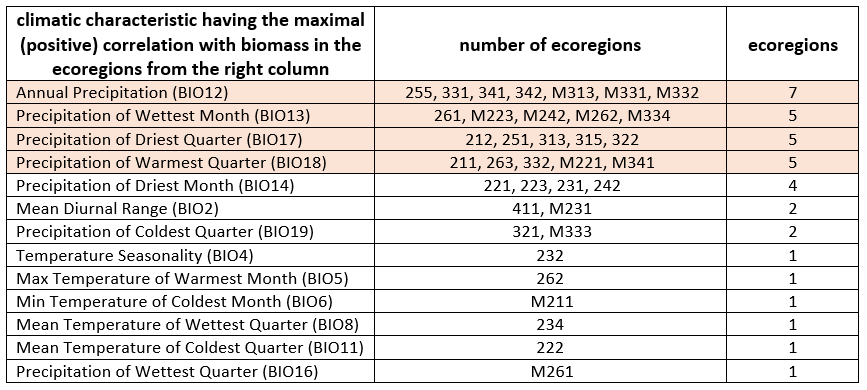 climatic characteristic having the maximal
(positive) correlation with biomass in the
ecoregions from the right column
number of ecoregions
ecoregions
Annual Precipitation (BIO12) 255, 331, 341, 342, M313, M331, M332 7
Precipitation of Wettest Month (BIO13) 261, M223, M242, M262, M334 5
Precipitation of Driest Quarter (BIO17) 212, 251, 313, 315, 322 5
Precipitation of Warmest Quarter (BIO18) 211, 263, 332, M221, M341 5
Precipitation of Driest Month (BIO14) 221, 223, 231, 242 4
Mean Diurnal Range (BIO2) 411, M231 2
Precipitation of Coldest Quarter (BIO19) 321, M333 2
Temperature Seasonality (BIO4) 232 1
Max Temperature of Warmest Month (BIO5) 262 1
Min Temperature of Coldest Month (BIO6) M211 1
Mean Temperature of Wettest Quarter (BIO8) 234 1
Mean Temperature of Coldest Quarter (BIO11) 222 1
Precipitation of Wettest Quarter (BIO16) M261 1